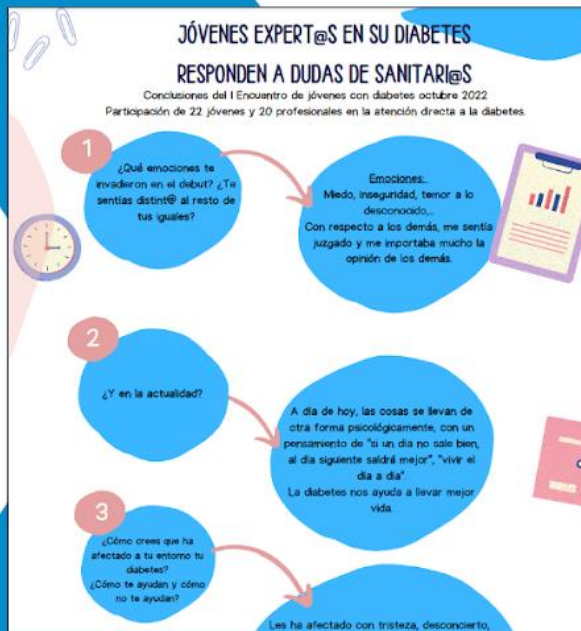 JÓVENES EXPERT@S EN SU DIABETES
RESPONDEN A DUDAS DE SANITARI@S
Conclusiones del I Encuentro de jóvenes con diabetes octubre 2022
Participación de 22 jóvenes y 20 profesionales en la atención directa a la diabetes.
1
¿Qué emociones te
invadieron en el debut? ¿Te
sentías distint@ al resto de
tus iguales?
Emociones:
Miedo, inseguridad, temor a lo
desconocido,..
Con respecto a los demás, me sentía
juzgado y me importaba mucho la
opinión de los demás.
2
¿Y en la actualidad?
A día de hoy, las cosas se llevan de
otra forma psicológicamente, con un
pensamiento de "si un día no sale bien,
al día siguiente saldrá mejor", "vivir el
día a día".
La diabetes nos ayuda a llevar mejor
vida.
3
¿Cómo crees que ha
afectado a tu entorno tu
diabetes?
¿Cómo te ayudan y cómo
no te ayudan?
Les ha afectado con tristeza, desconcierto,